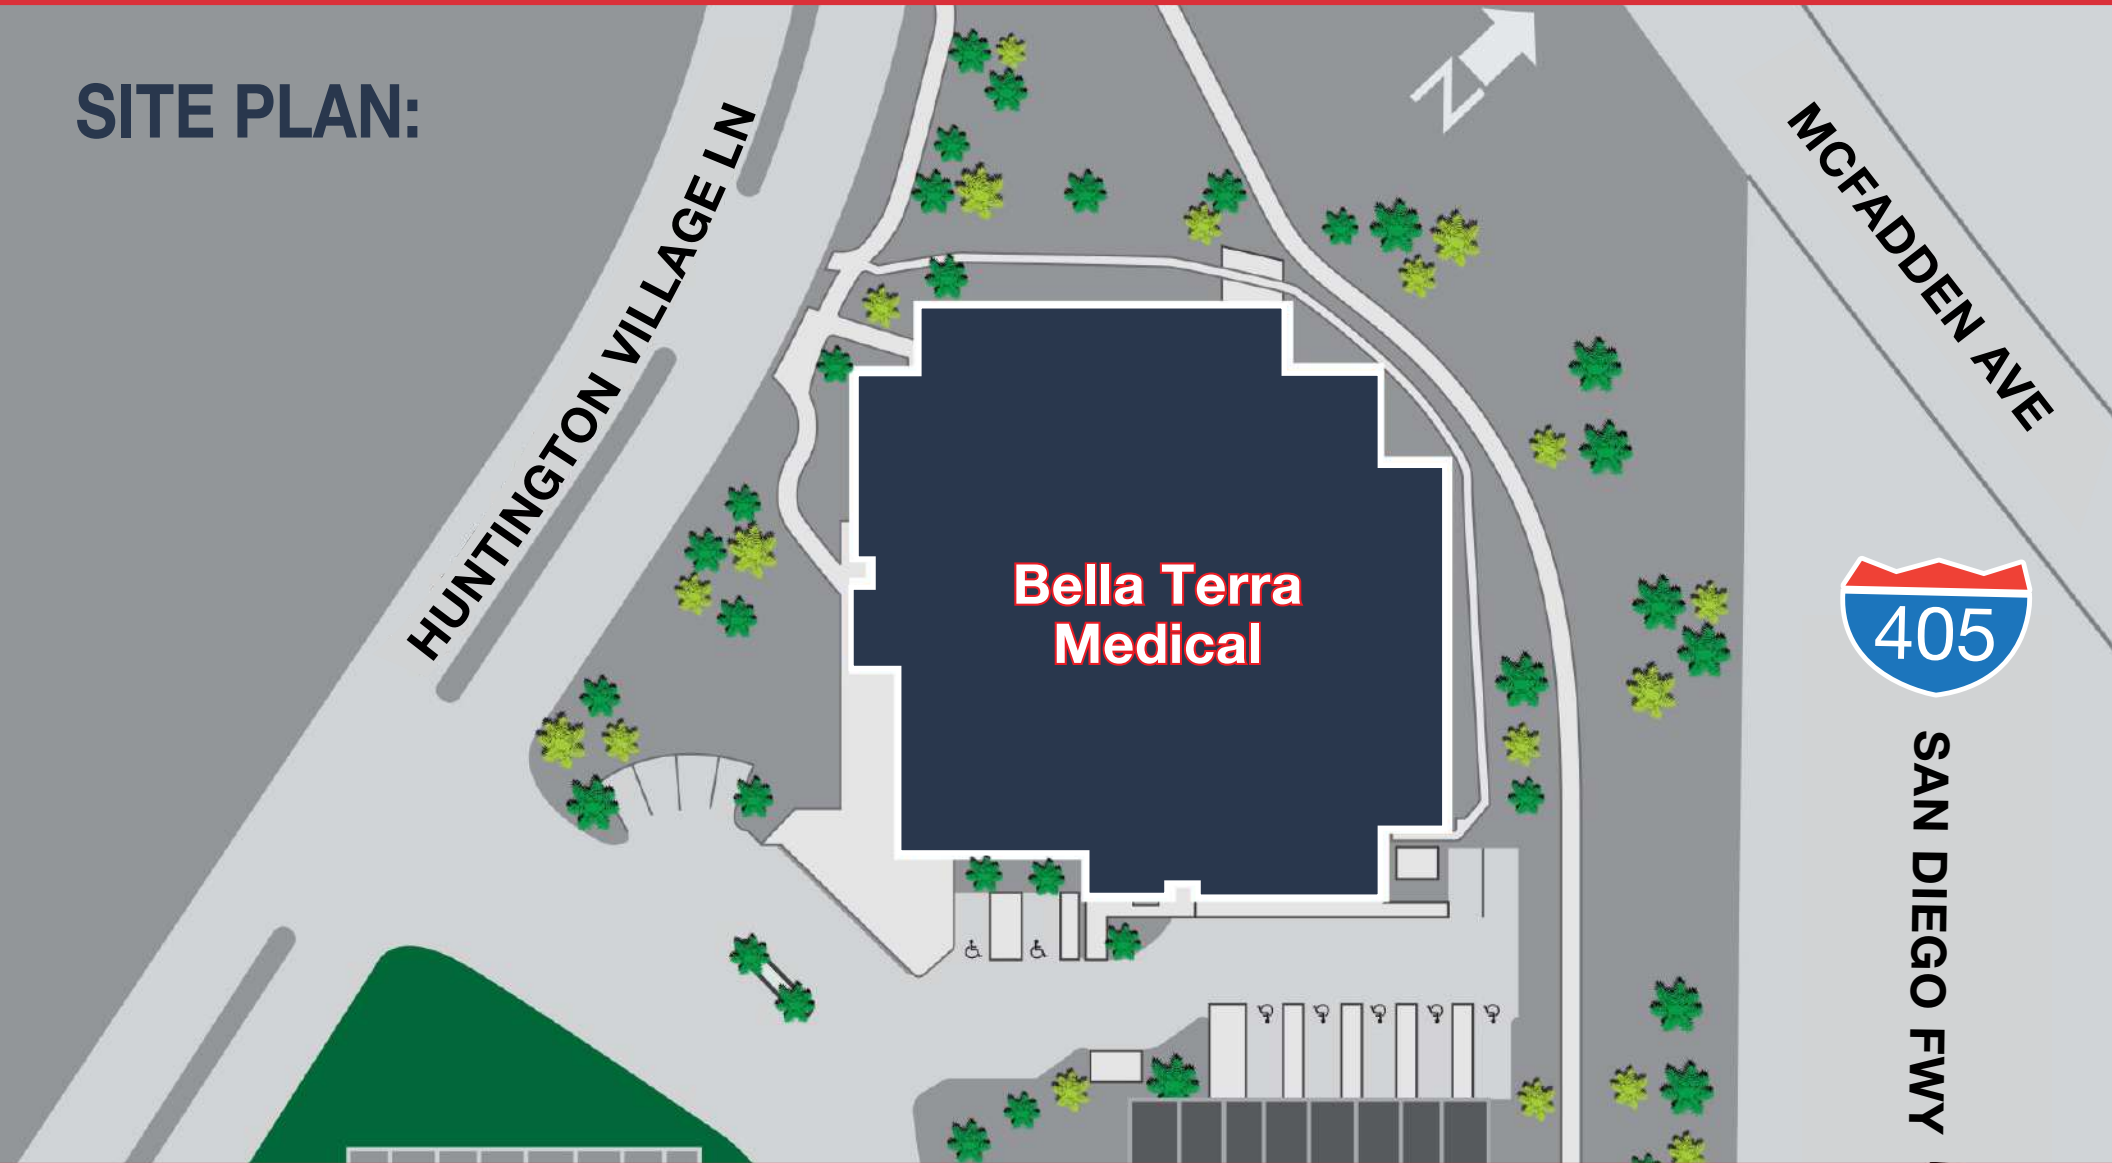 SITE PLAN:
HUNTINGTON VILLAGE LN
N
MCFADDEN AVE
Bella Terra
Medical
405
SAN DIEGO FWY